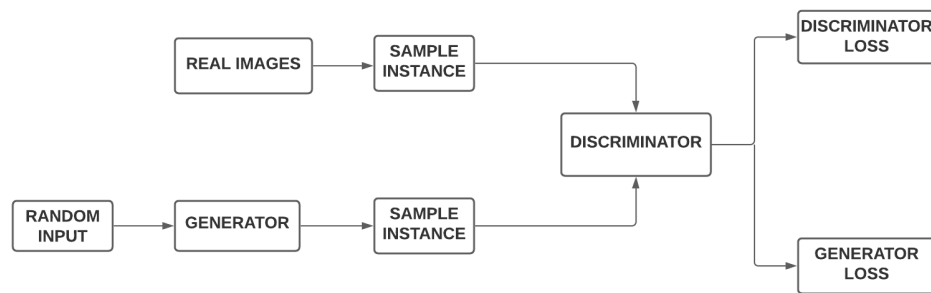 REAL IMAGES
SAMPLE
INSTANCE
DISCRIMINATOR
LOSS
DISCRIMINATOR
RANDOM
INPUT
GENERATOR
SAMPLE
INSTANCE
GENERATOR
LOSS